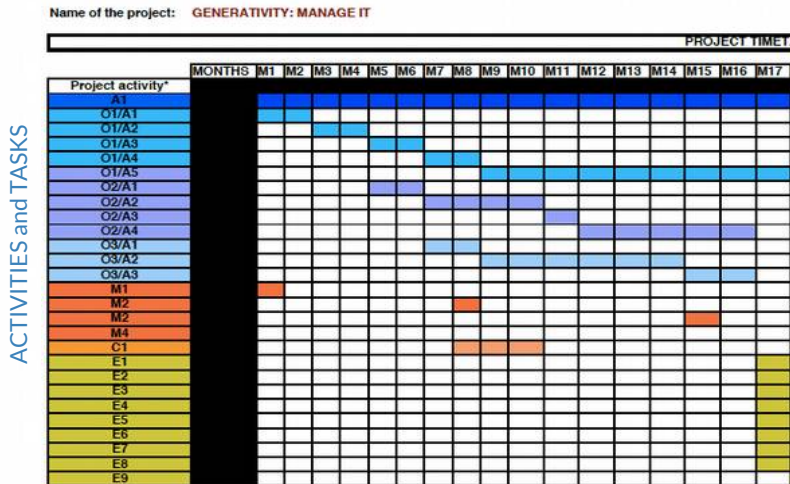 Name of the project: GENERATIVITY: MANAGE IT
PROJECT TIMET
MONTHS M1 M2 M3 M4 M5 M6 M7 M8 M9 M10 M11 M12 M13 M14 M15 M16 M17
Project activity*
A1
O1/A1
O1/A2
O1/A3
O1/A4
O1/A5
O2/A1
O2/A2
O2/A3
O2/A4
O3/A1
O3/A2
O3/A3
M1
M2
M2
M4
C1
E1
E2
E3
E4
E5
E6
E7
E8
E9
ACTIVITIES and TASKS